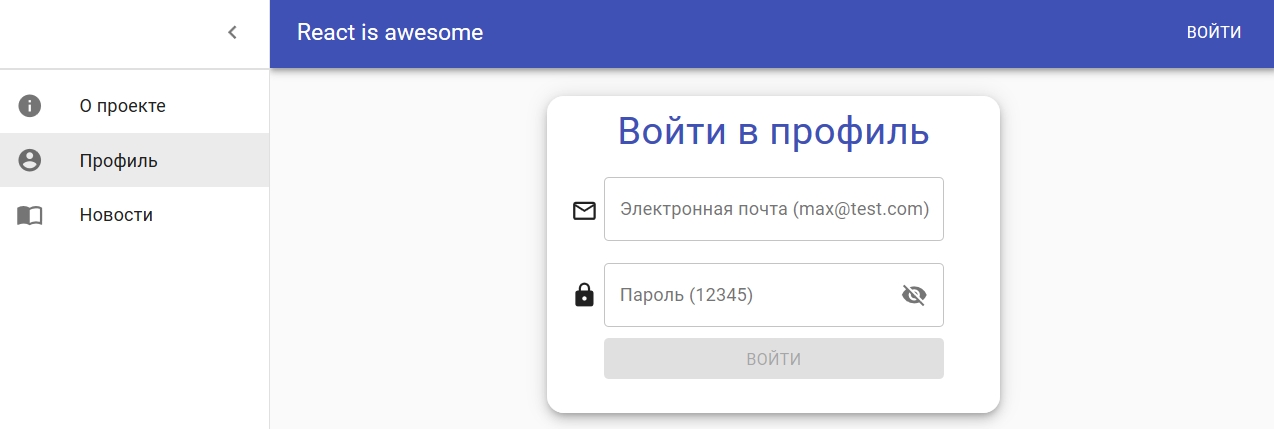 React is awesome
ВОЙТИ
О проекте
Профиль
Новости
Войти в профиль
Электронная почта (max@test.com)
Пароль (12345)
ВОЙТИ